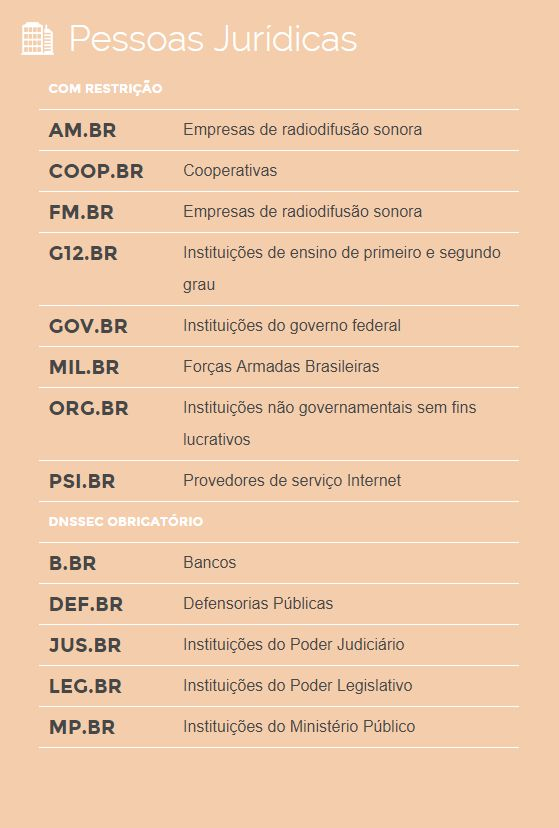 Pessoas Jurídicas
COM RESTRIÇÃO
AM.BR Empresas de radiodifusão sonora
COOP.BR Cooperativas
FM.BR Empresas de radiodifusão sonora
G12.BR Instituições de ensino de primeiro e segundo
grau
GOV.BR Instituições do governo federal
MIL.BR Forças Armadas Brasileiras
ORG.BR Instituições não governamentais sem fins
lucrativos
PSI.BR Provedores de serviço Internet
DNSSEC OBRIGATÓRIO
B.BR Bancos
DEF.BR Defensorias Públicas
JUS.BR Instituições do Poder Judiciário
LEG.BR Instituições do Poder Legislativo
MP.BR Instituições do Ministério Público